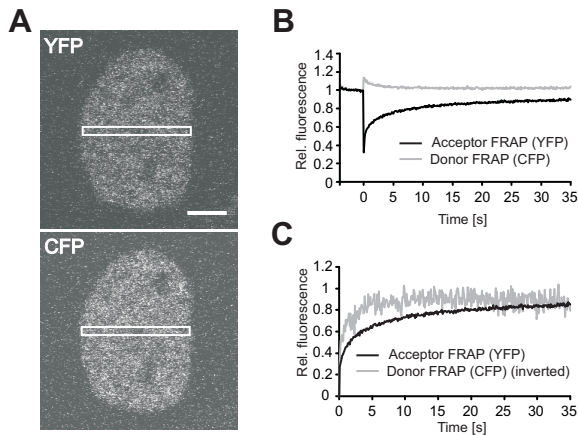 A
YFP
CFP
B
Rel. fluorescence
1.4
1.2
1
0.8
0.6
0.4
0.2
0
Acceptor FRAP (YFP)
Donor FRAP (CFP)
0 5 10 15 20 25 30 35
Time [s]
C
Rel. fluorescence
1.2
1
0.8
0.6
0.4
0.2
0
Acceptor FRAP (YFP)
Donor FRAP (CFP) (inverted)
0 5 10 15 20 25 30 35
Time [s]